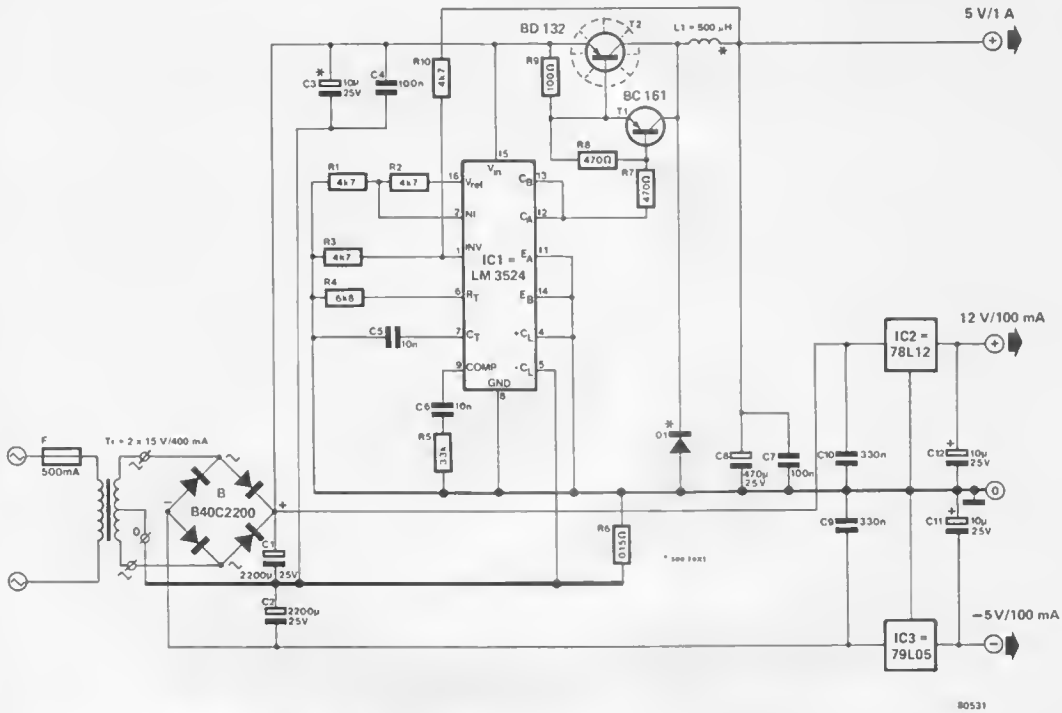 5 V/1 A
BD 132
T2
L1 = 500 µH
*
R9
100Ω
BC 161
T1
R10
4k7
*
C3
10µ
25V
C4
100n
R8
470Ω
R7
470Ω
R1
4k7
R2
4k7
R3
4k7
R4
6k8
C5
10n
15
Vin
16
Vref
2
NI
1
INV
6
RT
7
CT
9
COMP
GND
8
IC1 =
LM 3524
13
CB
12
CA
11
EA
14
EB
4
+CL
5
-CL
C6
10n
R5
33k
12 V/100 mA
IC2 =
78L12
*
D1
C8
470µ
25V
C7
100n
C10
330n
C12
+
10µ
25V
0
F
500mA
Tr = 2 x 15 V/400 mA
~
~
B
B40C2200
−
+
0
~
~
C1
2200µ
25V
R6
* see text
C9
330n
C11
+
10µ
25V
C2
2200µ
25V
IC3 =
79L05
−5 V/100 mA
80531